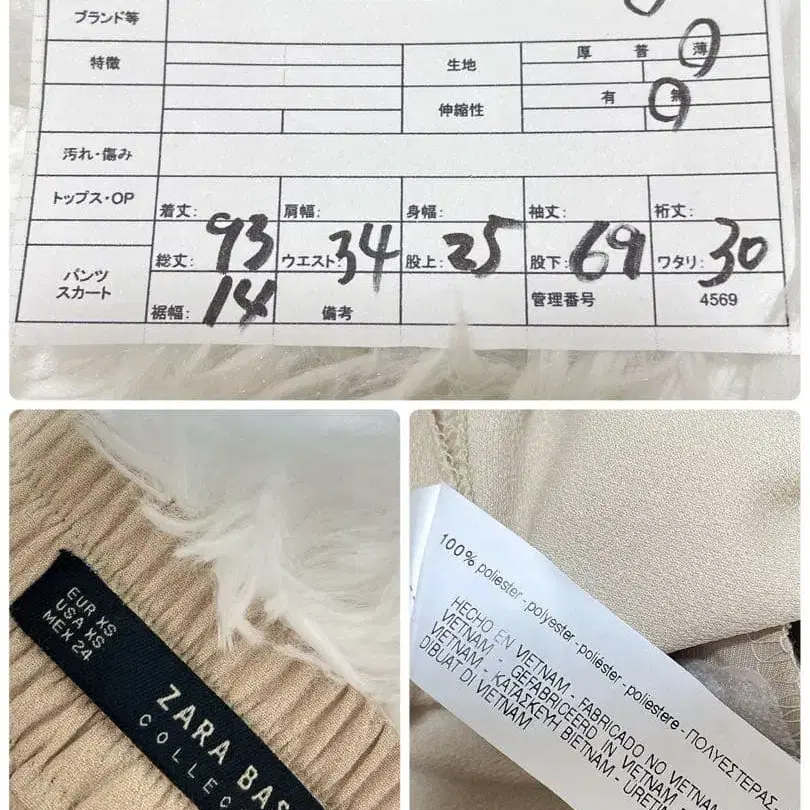 ブランド等
特徴 生地 厚 普 薄
伸縮性 有 無
汚れ・傷み
トップス・OP 着丈: 肩幅: 身幅: 袖丈: 裄丈:
パンツ
スカート
総丈: 93 ウエスト: 34 股上: 25 股下: 69 ワタリ: 30
裾幅: 14 備考 管理番号 4569
EUR XS
USA XS
MEX 24
ZARA BAS
COLLEC
100% poliester - polyester - poliéster - poliestere - ΠΟΛΥΕΣΤΕΡΑΣ-
HECHO EN VIETNAM - FABRICADO NO VIETNA
VIETNAM - GEFABRICEERD IN VIETNAM
VIETNAM - ΚΑΤΑΣΚΕΥΗ ΒΙΕΤΝΑΜ - URE
DIBUAT DI VIETNAM